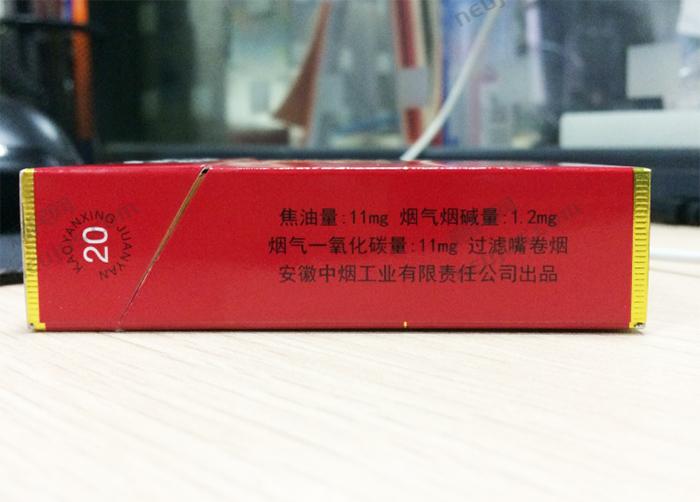 KAOYANXING JUANYAN
20
焦油量:11mg 烟气烟碱量:1.2mg
烟气一氧化碳量:11mg 过滤嘴卷烟
安徽中烟工业有限责任公司出品